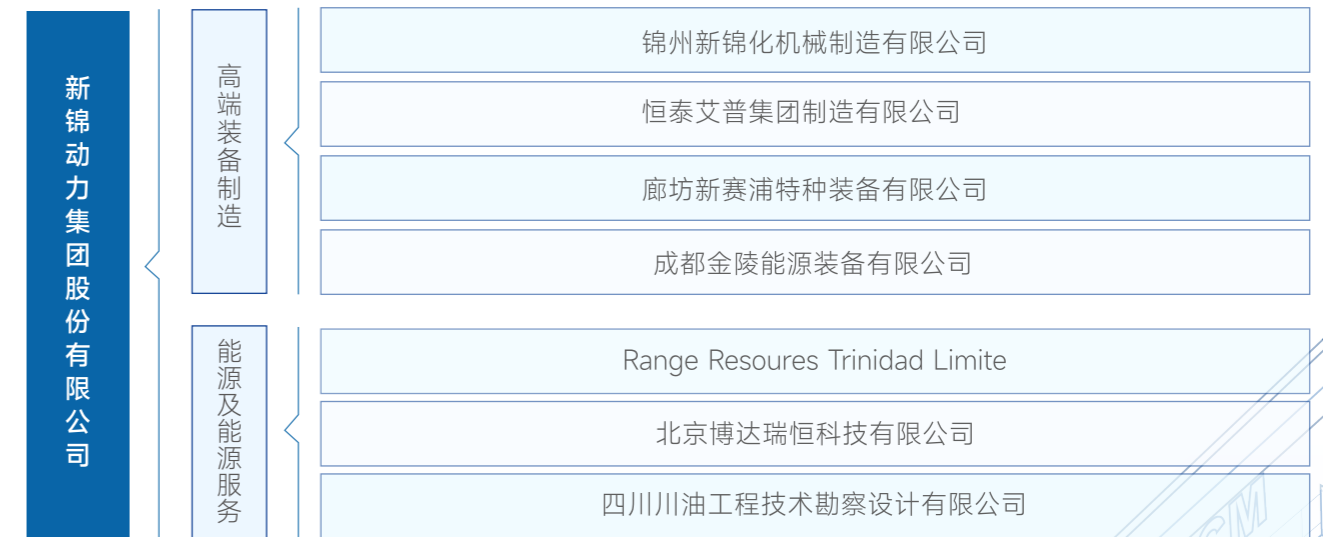 新锦动力集团股份有限公司
高端装备制造
锦州新锦化机械制造有限公司
恒泰艾普集团制造有限公司
廊坊新赛浦特种装备有限公司
成都金陵能源装备有限公司
能源及能源服务
Range Resoures Trinidad Limite
北京博达瑞恒科技有限公司
四川川油工程技术勘察设计有限公司